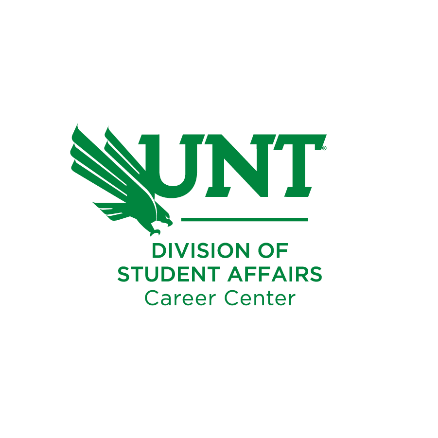 UNT®
DIVISION OF
STUDENT AFFAIRS
Career Center